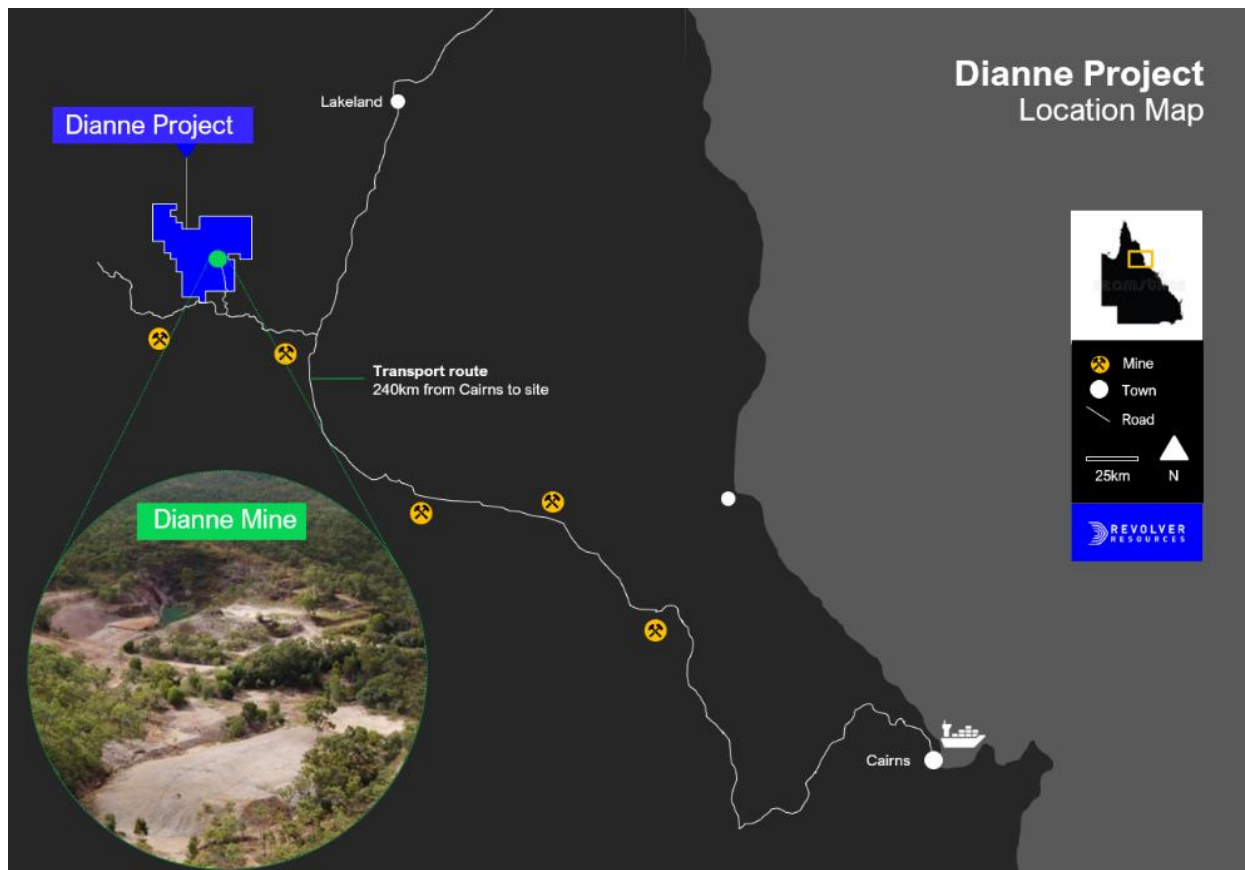 Dianne Project
Location Map
Lakeland
Dianne Project
Transport route
240km from Cairns to site
Dianne Mine
Cairns
Mine
Town
Road
25km
N
REVOLVER
RESOURCES